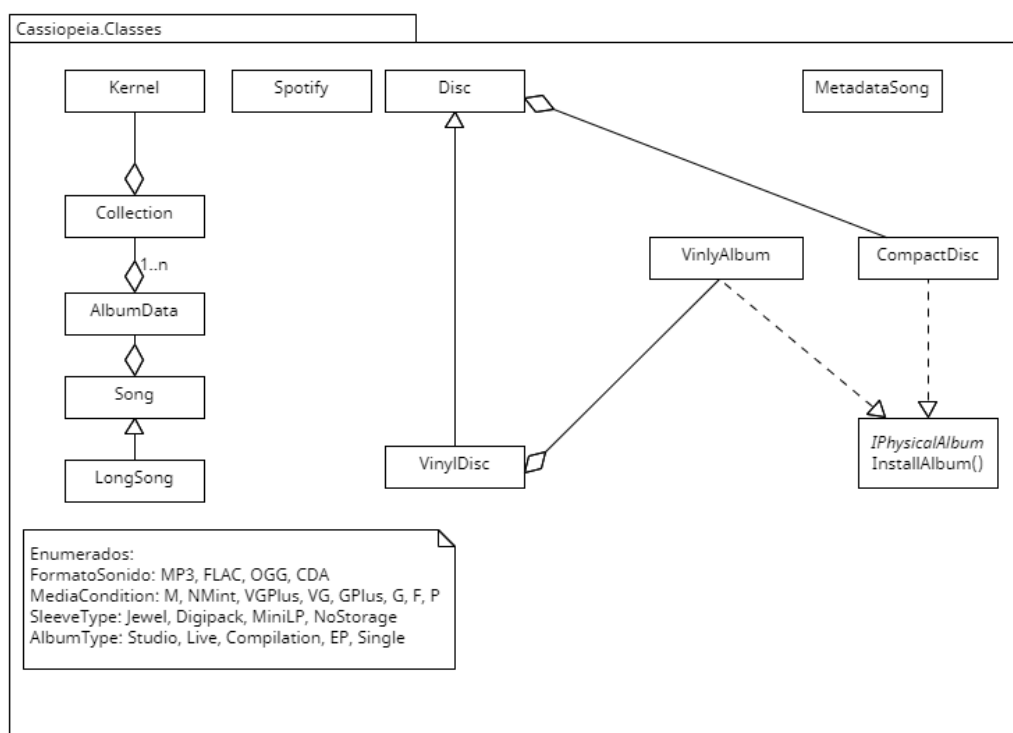 Cassiopeia.Classes
Kernel
Spotify
Disc
MetadataSong
Collection
1..n
VinlyAlbum
CompactDisc
AlbumData
Song
IPhysicalAlbum
InstallAlbum()
LongSong
VinylDisc
Enumerados:
FormatoSonido: MP3, FLAC, OGG, CDA
MediaCondition: M, NMint, VGPlus, VG, GPlus, G, F, P
SleeveType: Jewel, Digipack, MiniLP, NoStorage
AlbumType: Studio, Live, Compilation, EP, Single